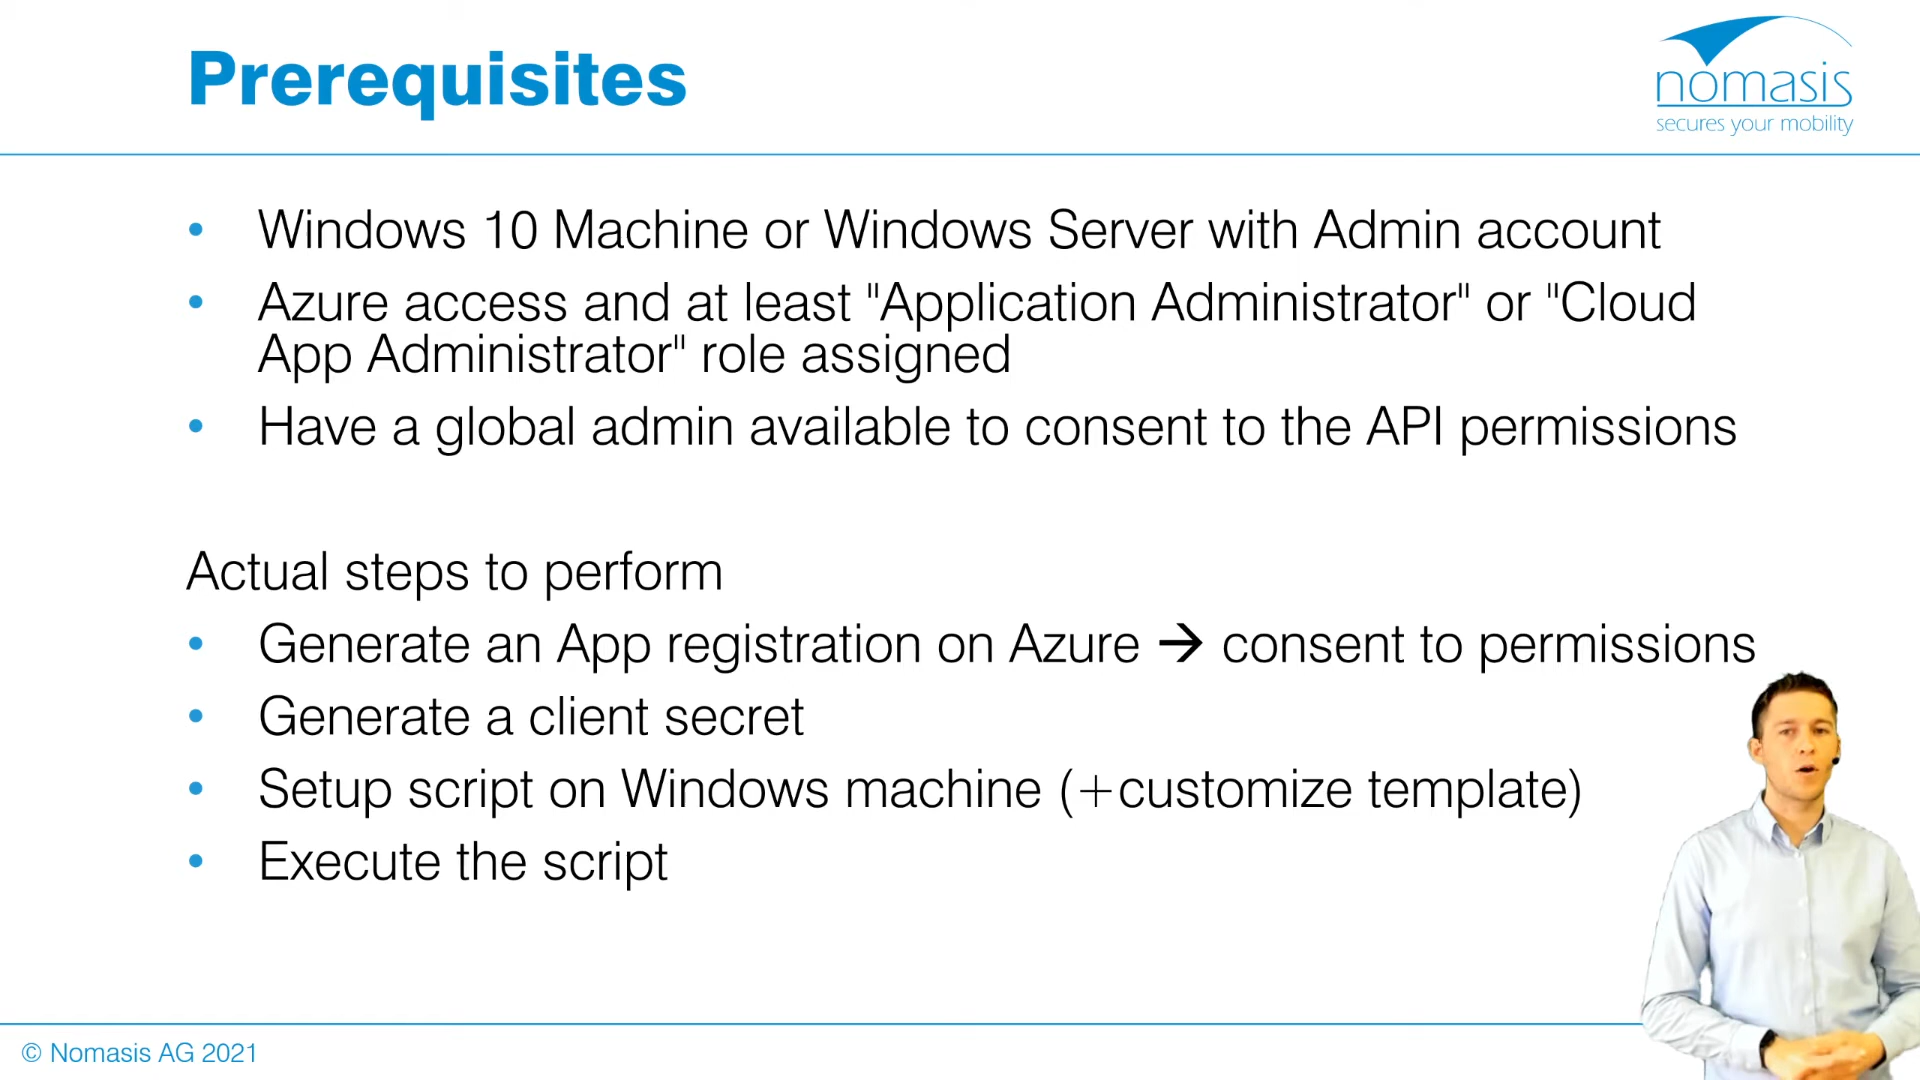 Prerequisites
nomasis
secures your mobility
• Windows 10 Machine or Windows Server with Admin account
• Azure access and at least "Application Administrator" or "Cloud
App Administrator" role assigned
• Have a global admin available to consent to the API permissions
Actual steps to perform
• Generate an App registration on Azure → consent to permissions
• Generate a client secret
• Setup script on Windows machine (+customize template)
• Execute the script
© Nomasis AG 2021